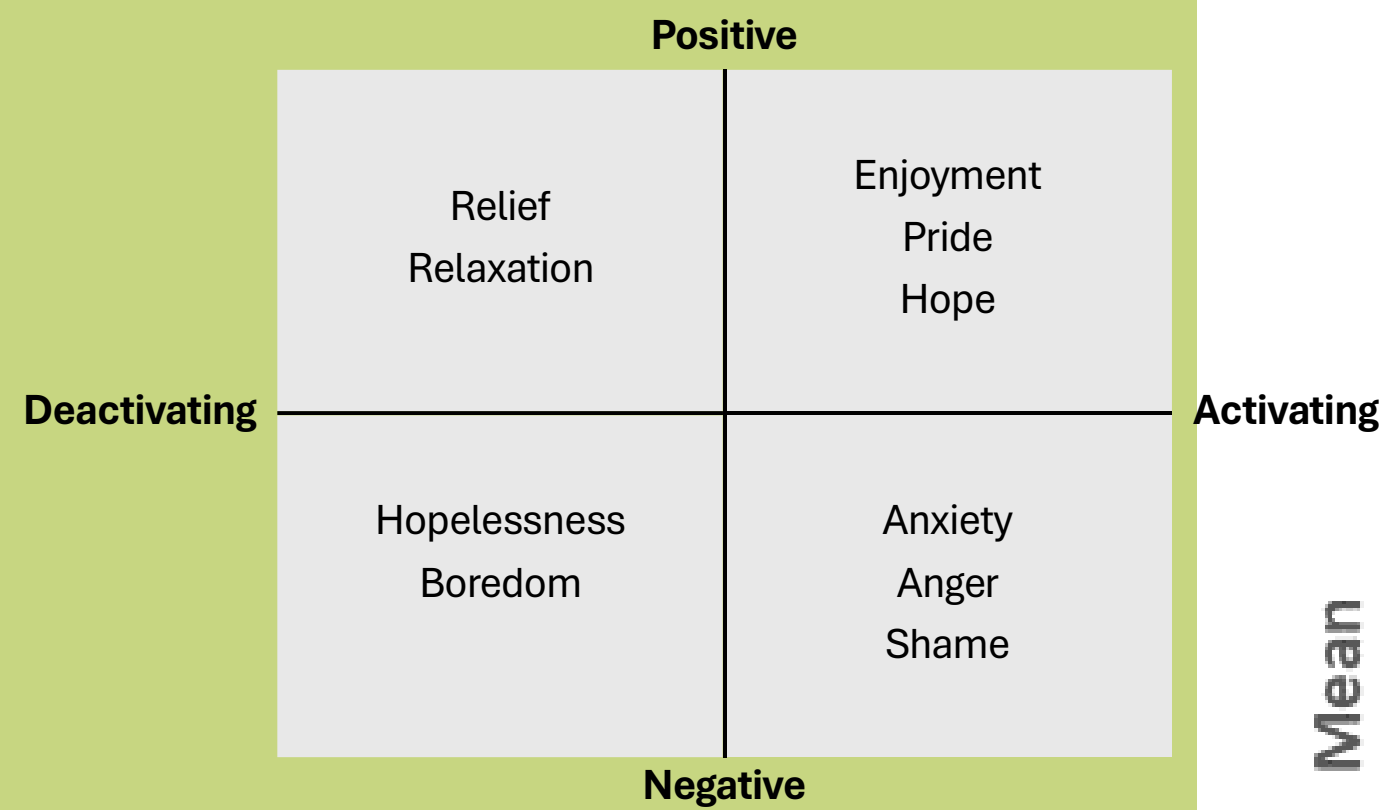 Positive
Relief
Relaxation
Enjoyment
Pride
Hope
Deactivating
Activating
Hopelessness
Boredom
Anxiety
Anger
Shame
Negative
Mean